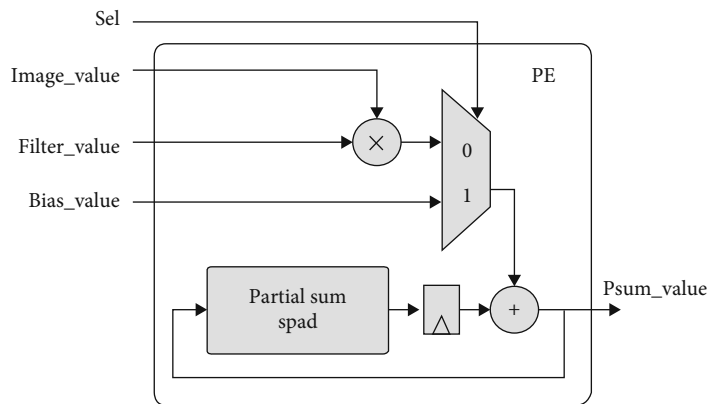 Sel
Image_value
PE
Filter_value
×
0
Bias_value
1
Partial sum
spad
+
Psum_value